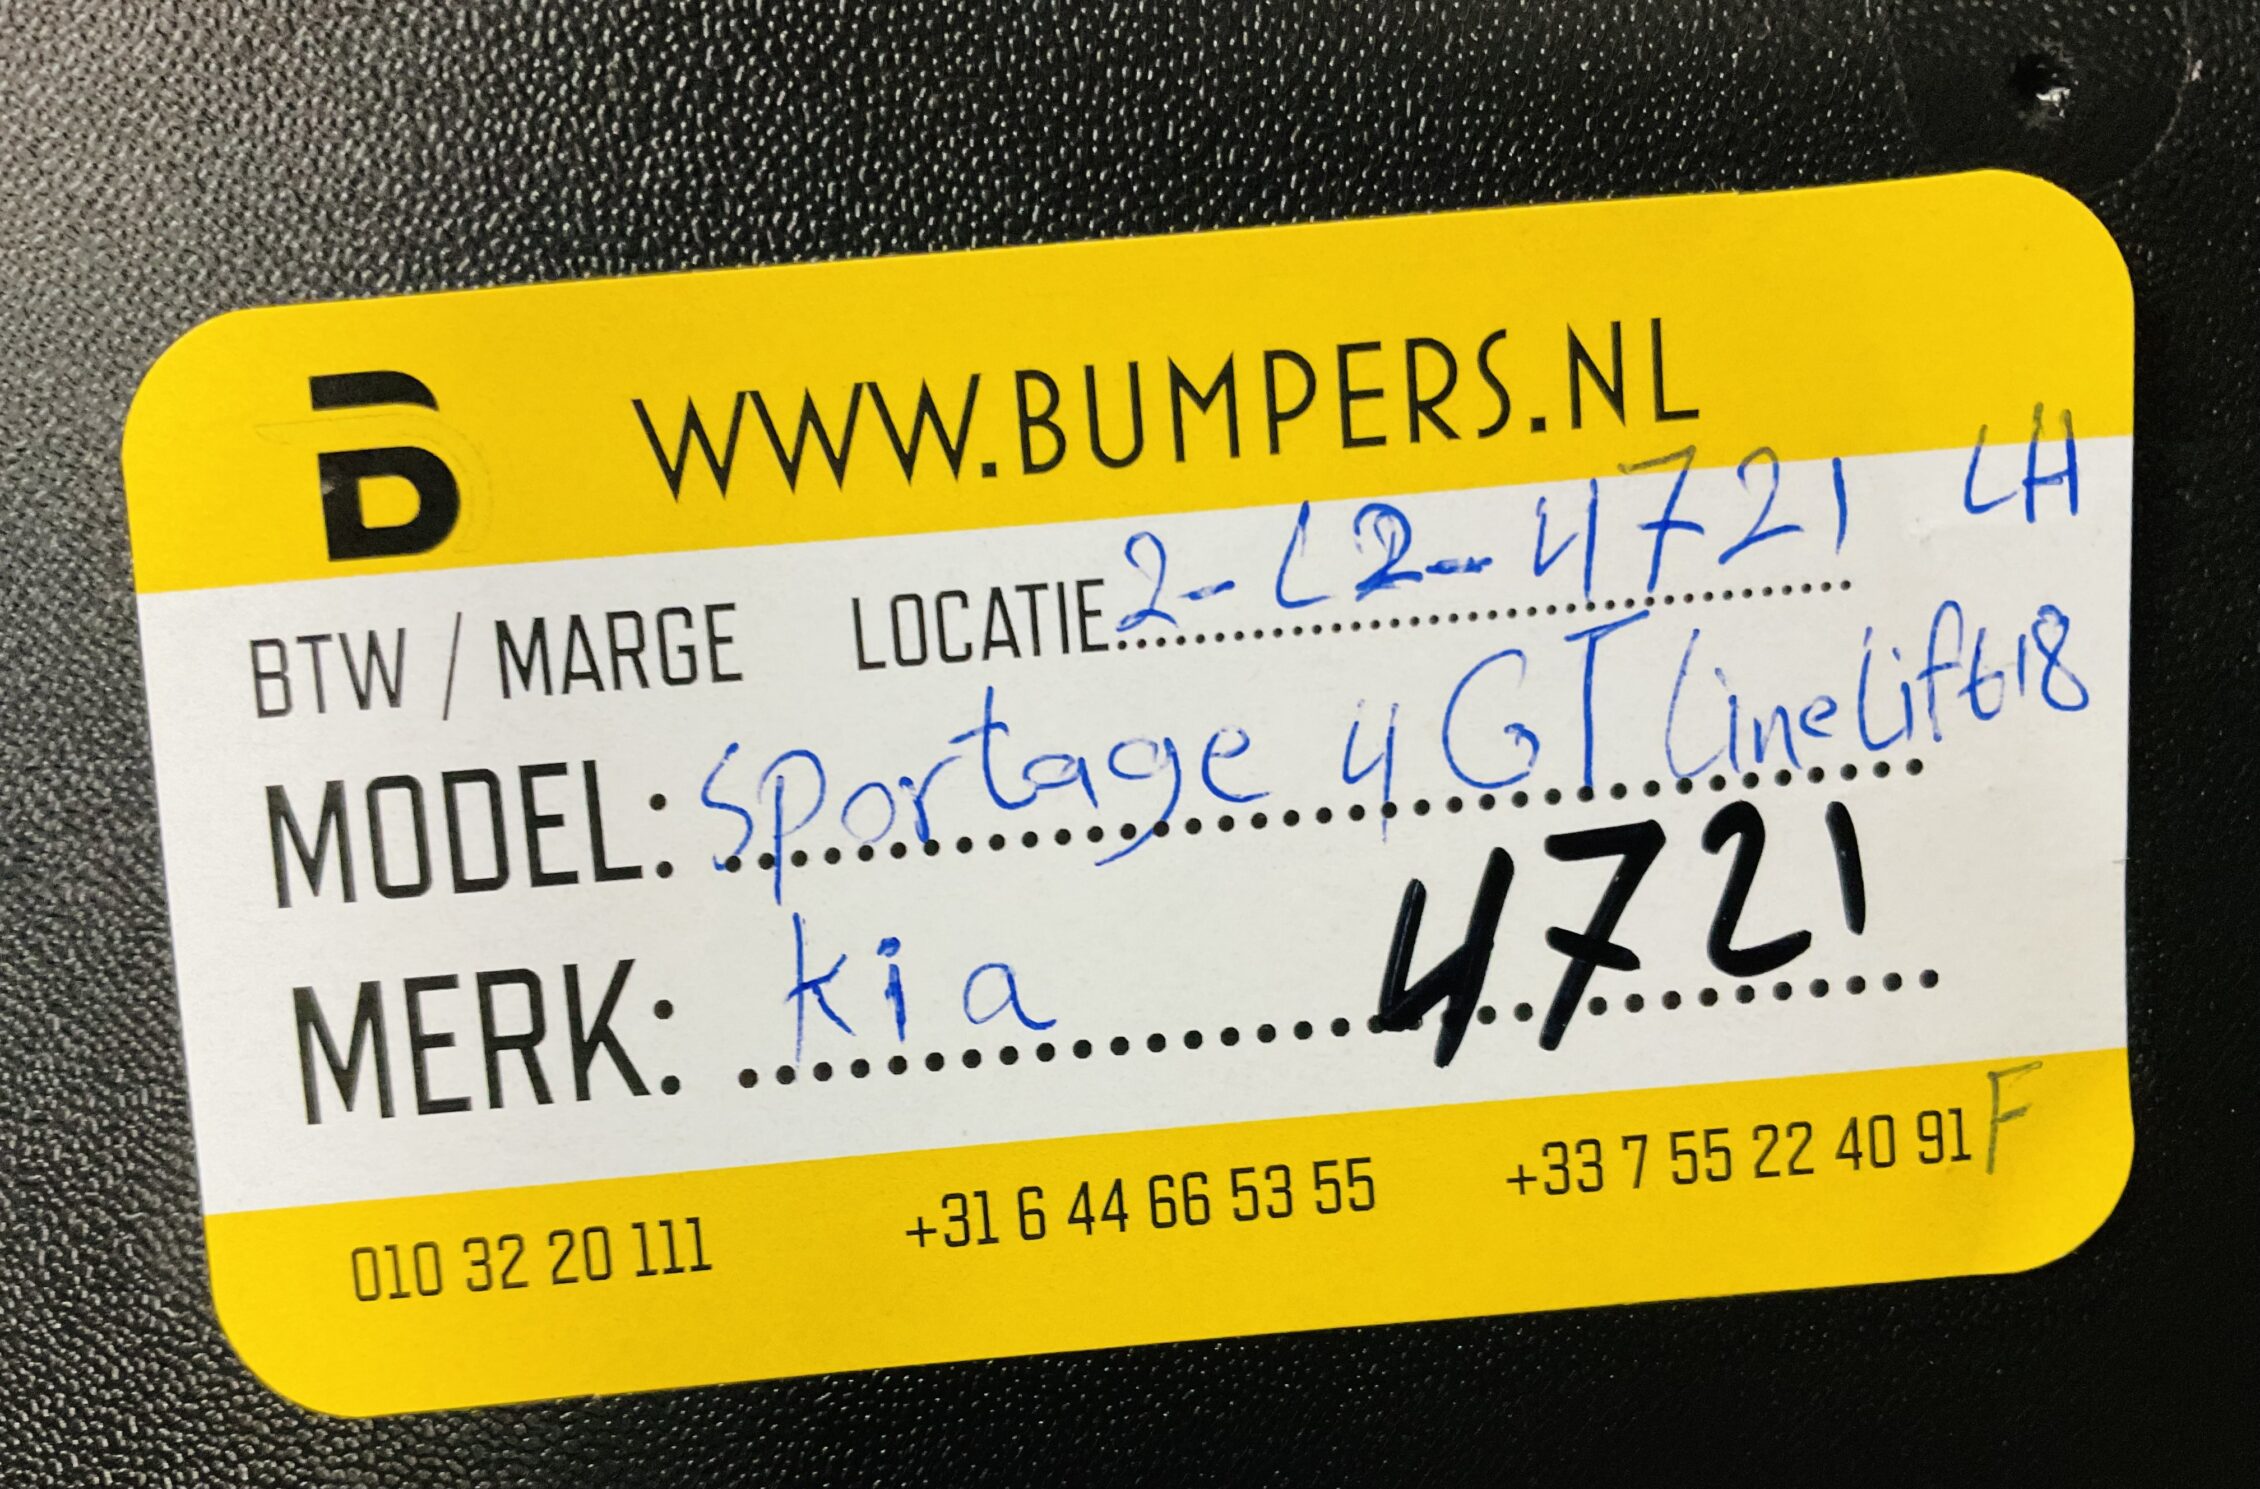 B WWW.BUMPERS.NL
BTW / MARGE LOCATIE 2-L2-4721 LH
MODEL: Sportage 4 GT Line Lift 18
MERK: kia 4721
010 32 20 111 +31 6 44 66 53 55 +33 7 55 22 40 91 F